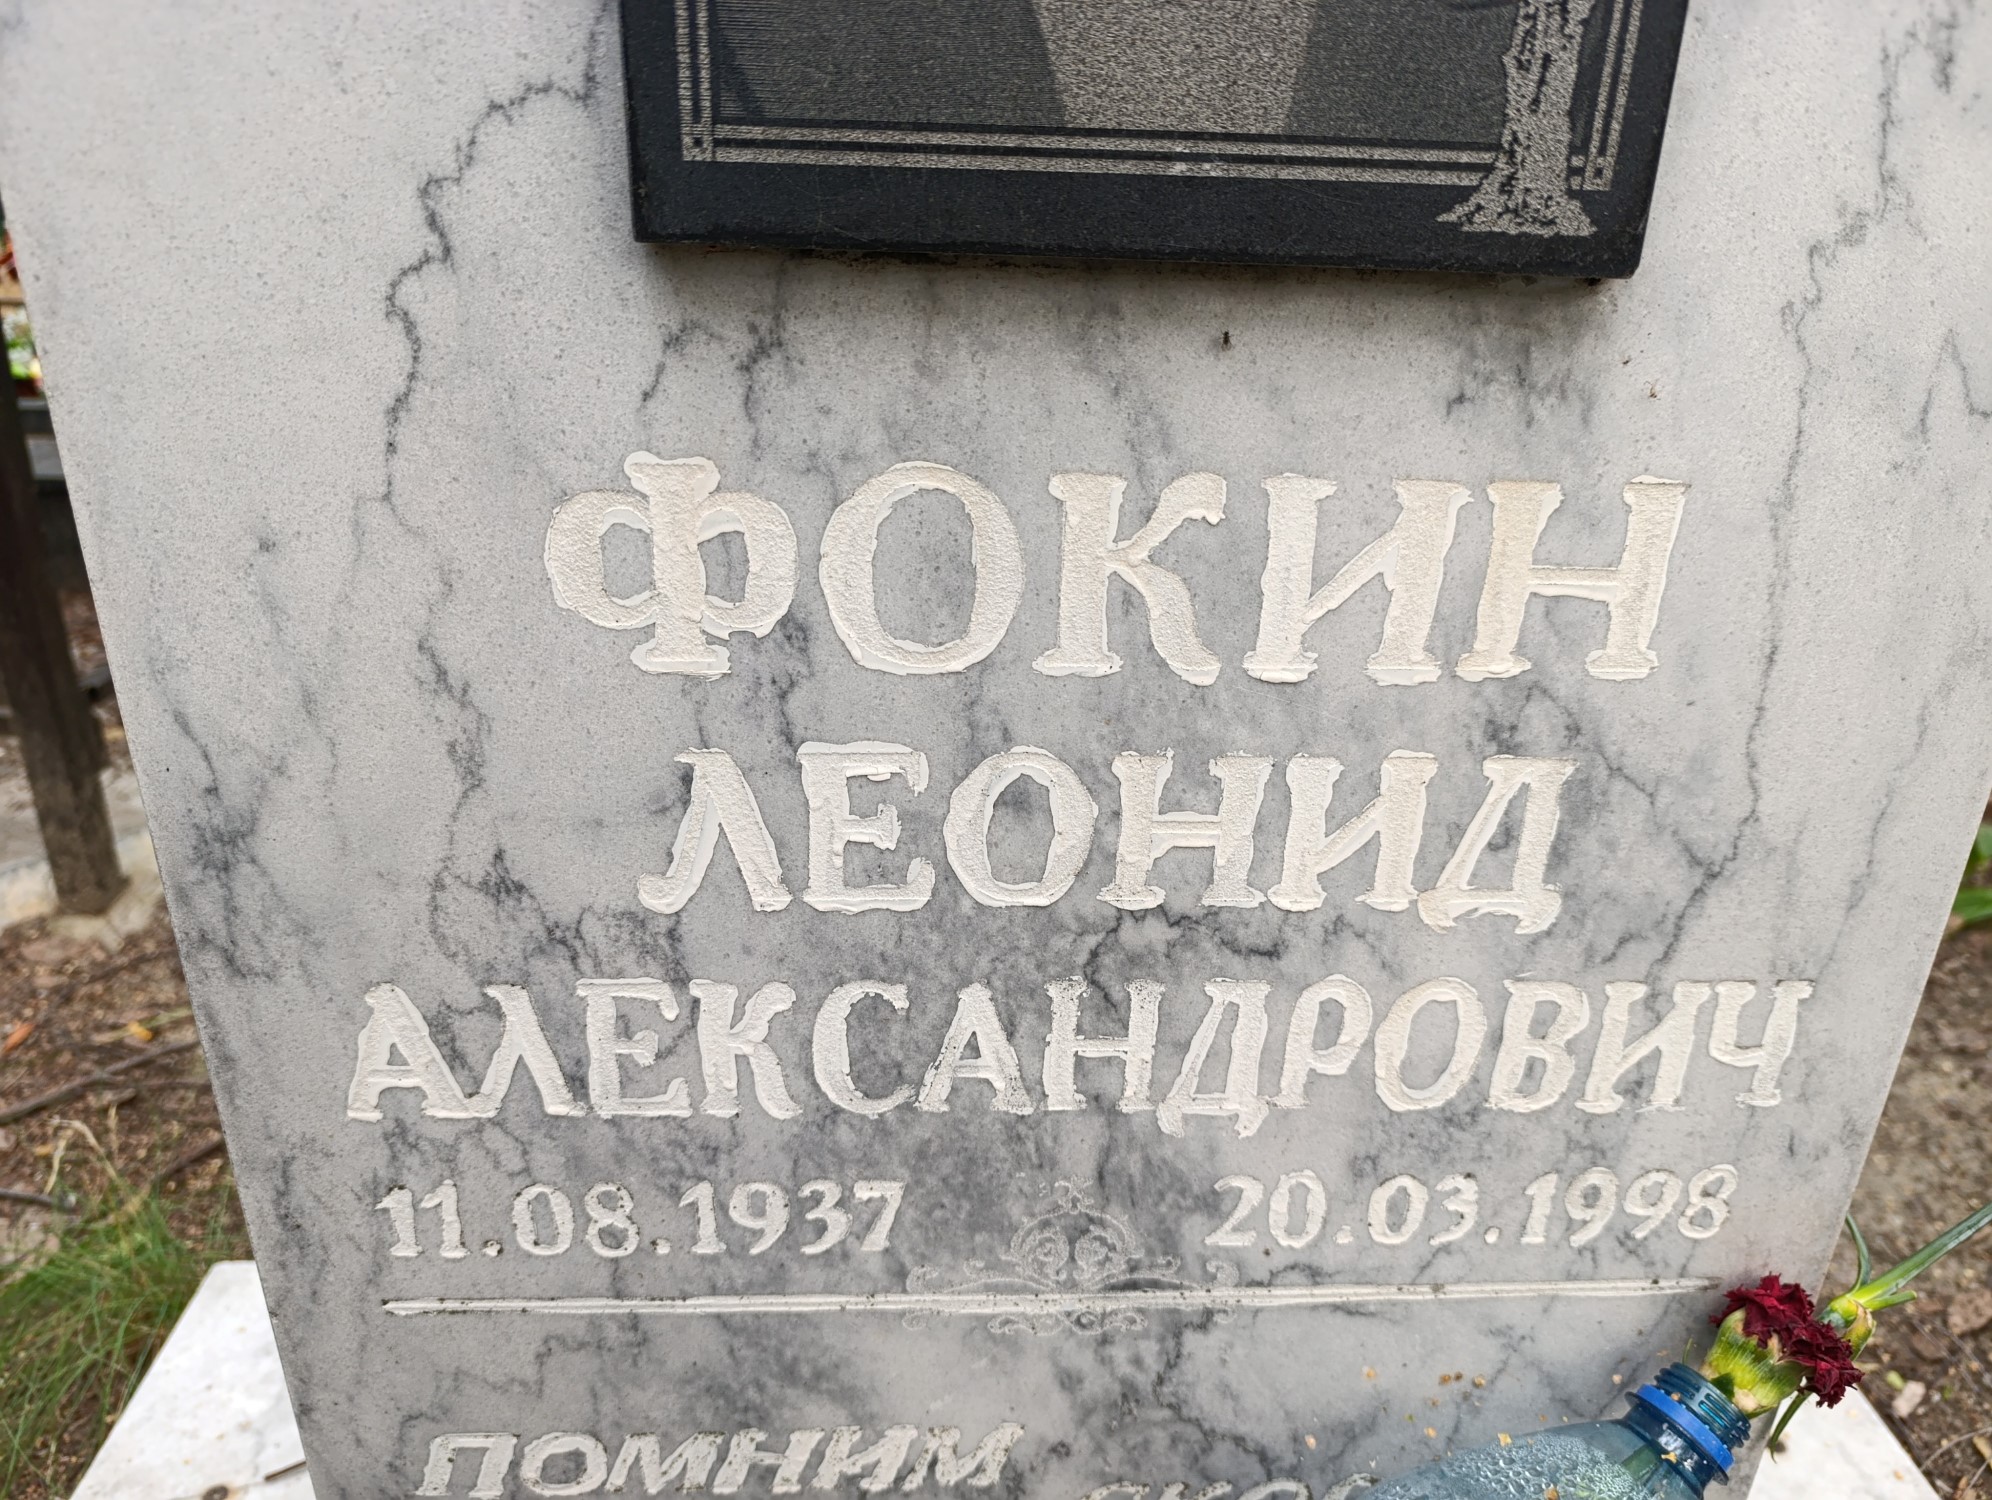 ФОКИН
ЛЕОНИД
АЛЕКСАНДРОВИЧ
11.08.1937 20.03.1998
ПОМНИМ